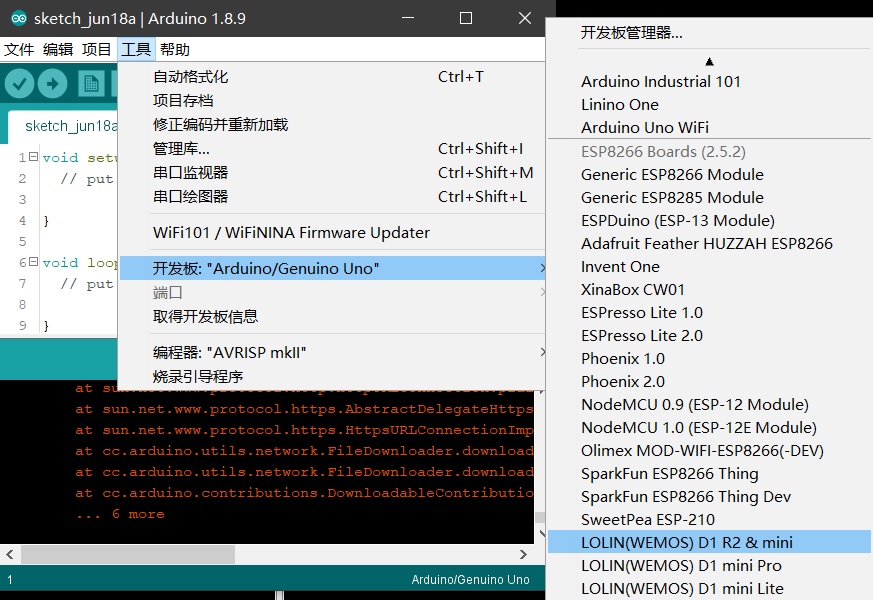 sketch_jun18a | Arduino 1.8.9
文件 编辑 项目 工具 帮助
sketch_jun18a
1 void setu
2 // put
3
4 }
5
6 void loop
7 // put
8
9 }
自动格式化 Ctrl+T
项目存档
修正编码并重新加载
管理库... Ctrl+Shift+I
串口监视器 Ctrl+Shift+M
串口绘图器 Ctrl+Shift+L
WiFi101 / WiFiNINA Firmware Updater
开发板: "Arduino/Genuino Uno"
端口
取得开发板信息
编程器: "AVRISP mkII"
烧录引导程序
at sun.net.www.protocol.https.AbstractDelegateHttps
at sun.net.www.protocol.https.HttpsURLConnectionImp
at cc.arduino.utils.network.FileDownloader.download
at cc.arduino.utils.network.FileDownloader.download
at cc.arduino.contributions.DownloadableContributio
... 6 more
1 Arduino/Genuino Uno
开发板管理器...
Arduino Industrial 101
Linino One
Arduino Uno WiFi
ESP8266 Boards (2.5.2)
Generic ESP8266 Module
Generic ESP8285 Module
ESPDuino (ESP-13 Module)
Adafruit Feather HUZZAH ESP8266
Invent One
XinaBox CW01
ESPresso Lite 1.0
ESPresso Lite 2.0
Phoenix 1.0
Phoenix 2.0
NodeMCU 0.9 (ESP-12 Module)
NodeMCU 1.0 (ESP-12E Module)
Olimex MOD-WIFI-ESP8266(-DEV)
SparkFun ESP8266 Thing
SparkFun ESP8266 Thing Dev
SweetPea ESP-210
LOLIN(WEMOS) D1 R2 & mini
LOLIN(WEMOS) D1 mini Pro
LOLIN(WEMOS) D1 mini Lite